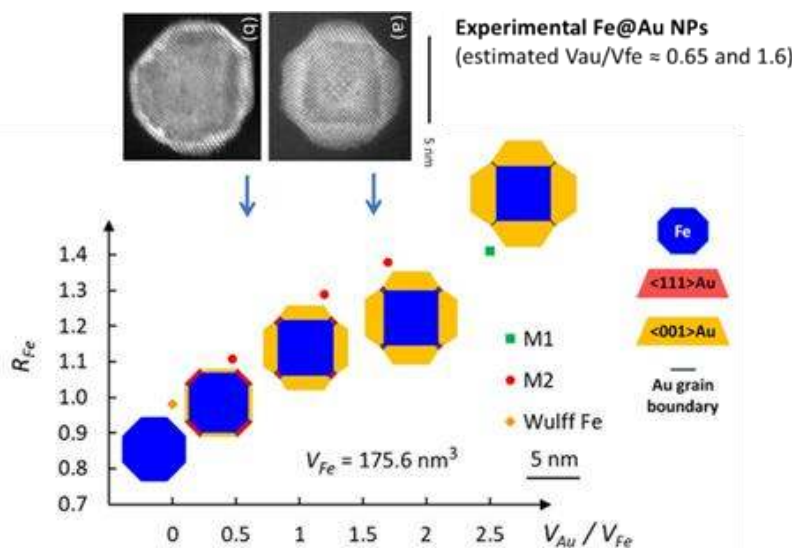 (b)
(a)
5 nm
Experimental Fe@Au NPs
(estimated Vau/Vfe ≈ 0.65 and 1.6)
R_Fe
1.4
1.3
1.2
1.1
1.0
0.9
0.8
0.7
0
0.5
1
1.5
2
2.5
V_Au / V_Fe
V_Fe = 175.6 nm³
M1
M2
Wulff Fe
5 nm
Fe
<111>Au
<001>Au
Au grain
boundary